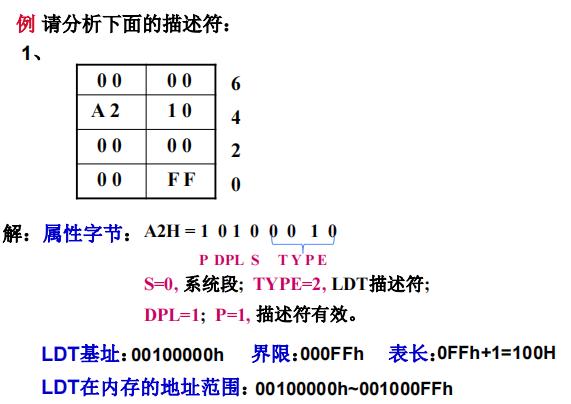 例 请分析下面的描述符：
1、
0 0 0 0 6
A 2 1 0 4
0 0 0 0 2
0 0 F F 0
解：属性字节：A2H = 1 0 1 0 0 0 1 0
P DPL S T Y P E
S=0, 系统段; TYPE=2, LDT描述符;
DPL=1; P=1, 描述符有效。
LDT基址：00100000h 界限：000FFh 表长：0FFh+1=100H
LDT在内存的地址范围：00100000h~001000FFh